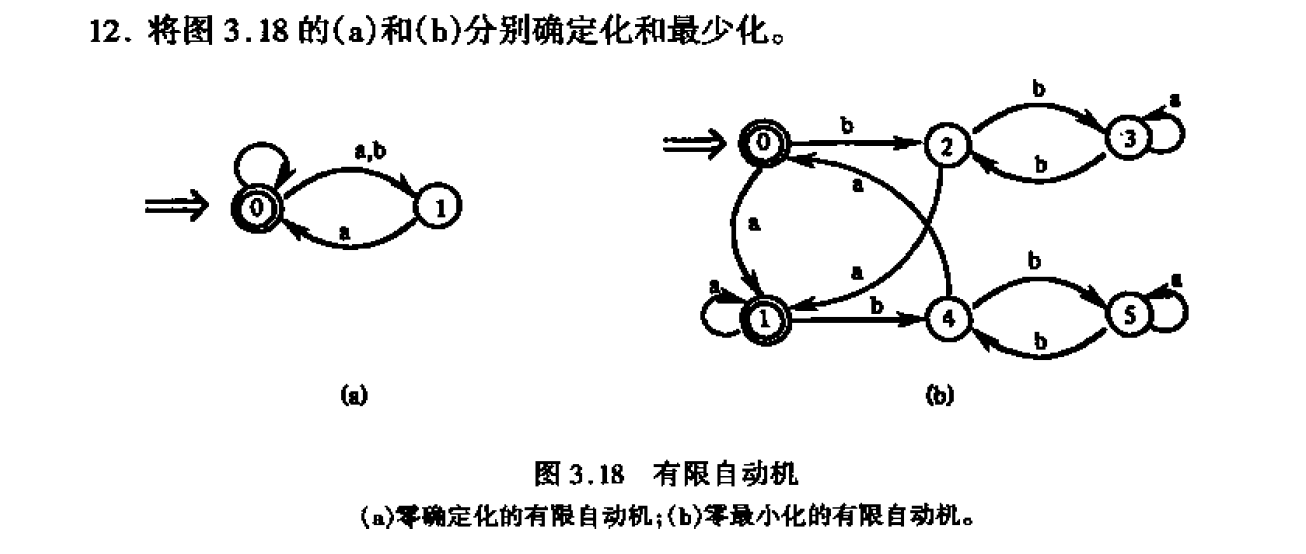 12. 将图 3.18 的(a)和(b)分别确定化和最少化。
a,b
0
1
a
(a)
0
b
2
b
3
a
b
a
a
a
a
1
b
4
b
5
a
b
(b)
图 3.18 有限自动机
(a)零确定化的有限自动机;(b)零最小化的有限自动机。